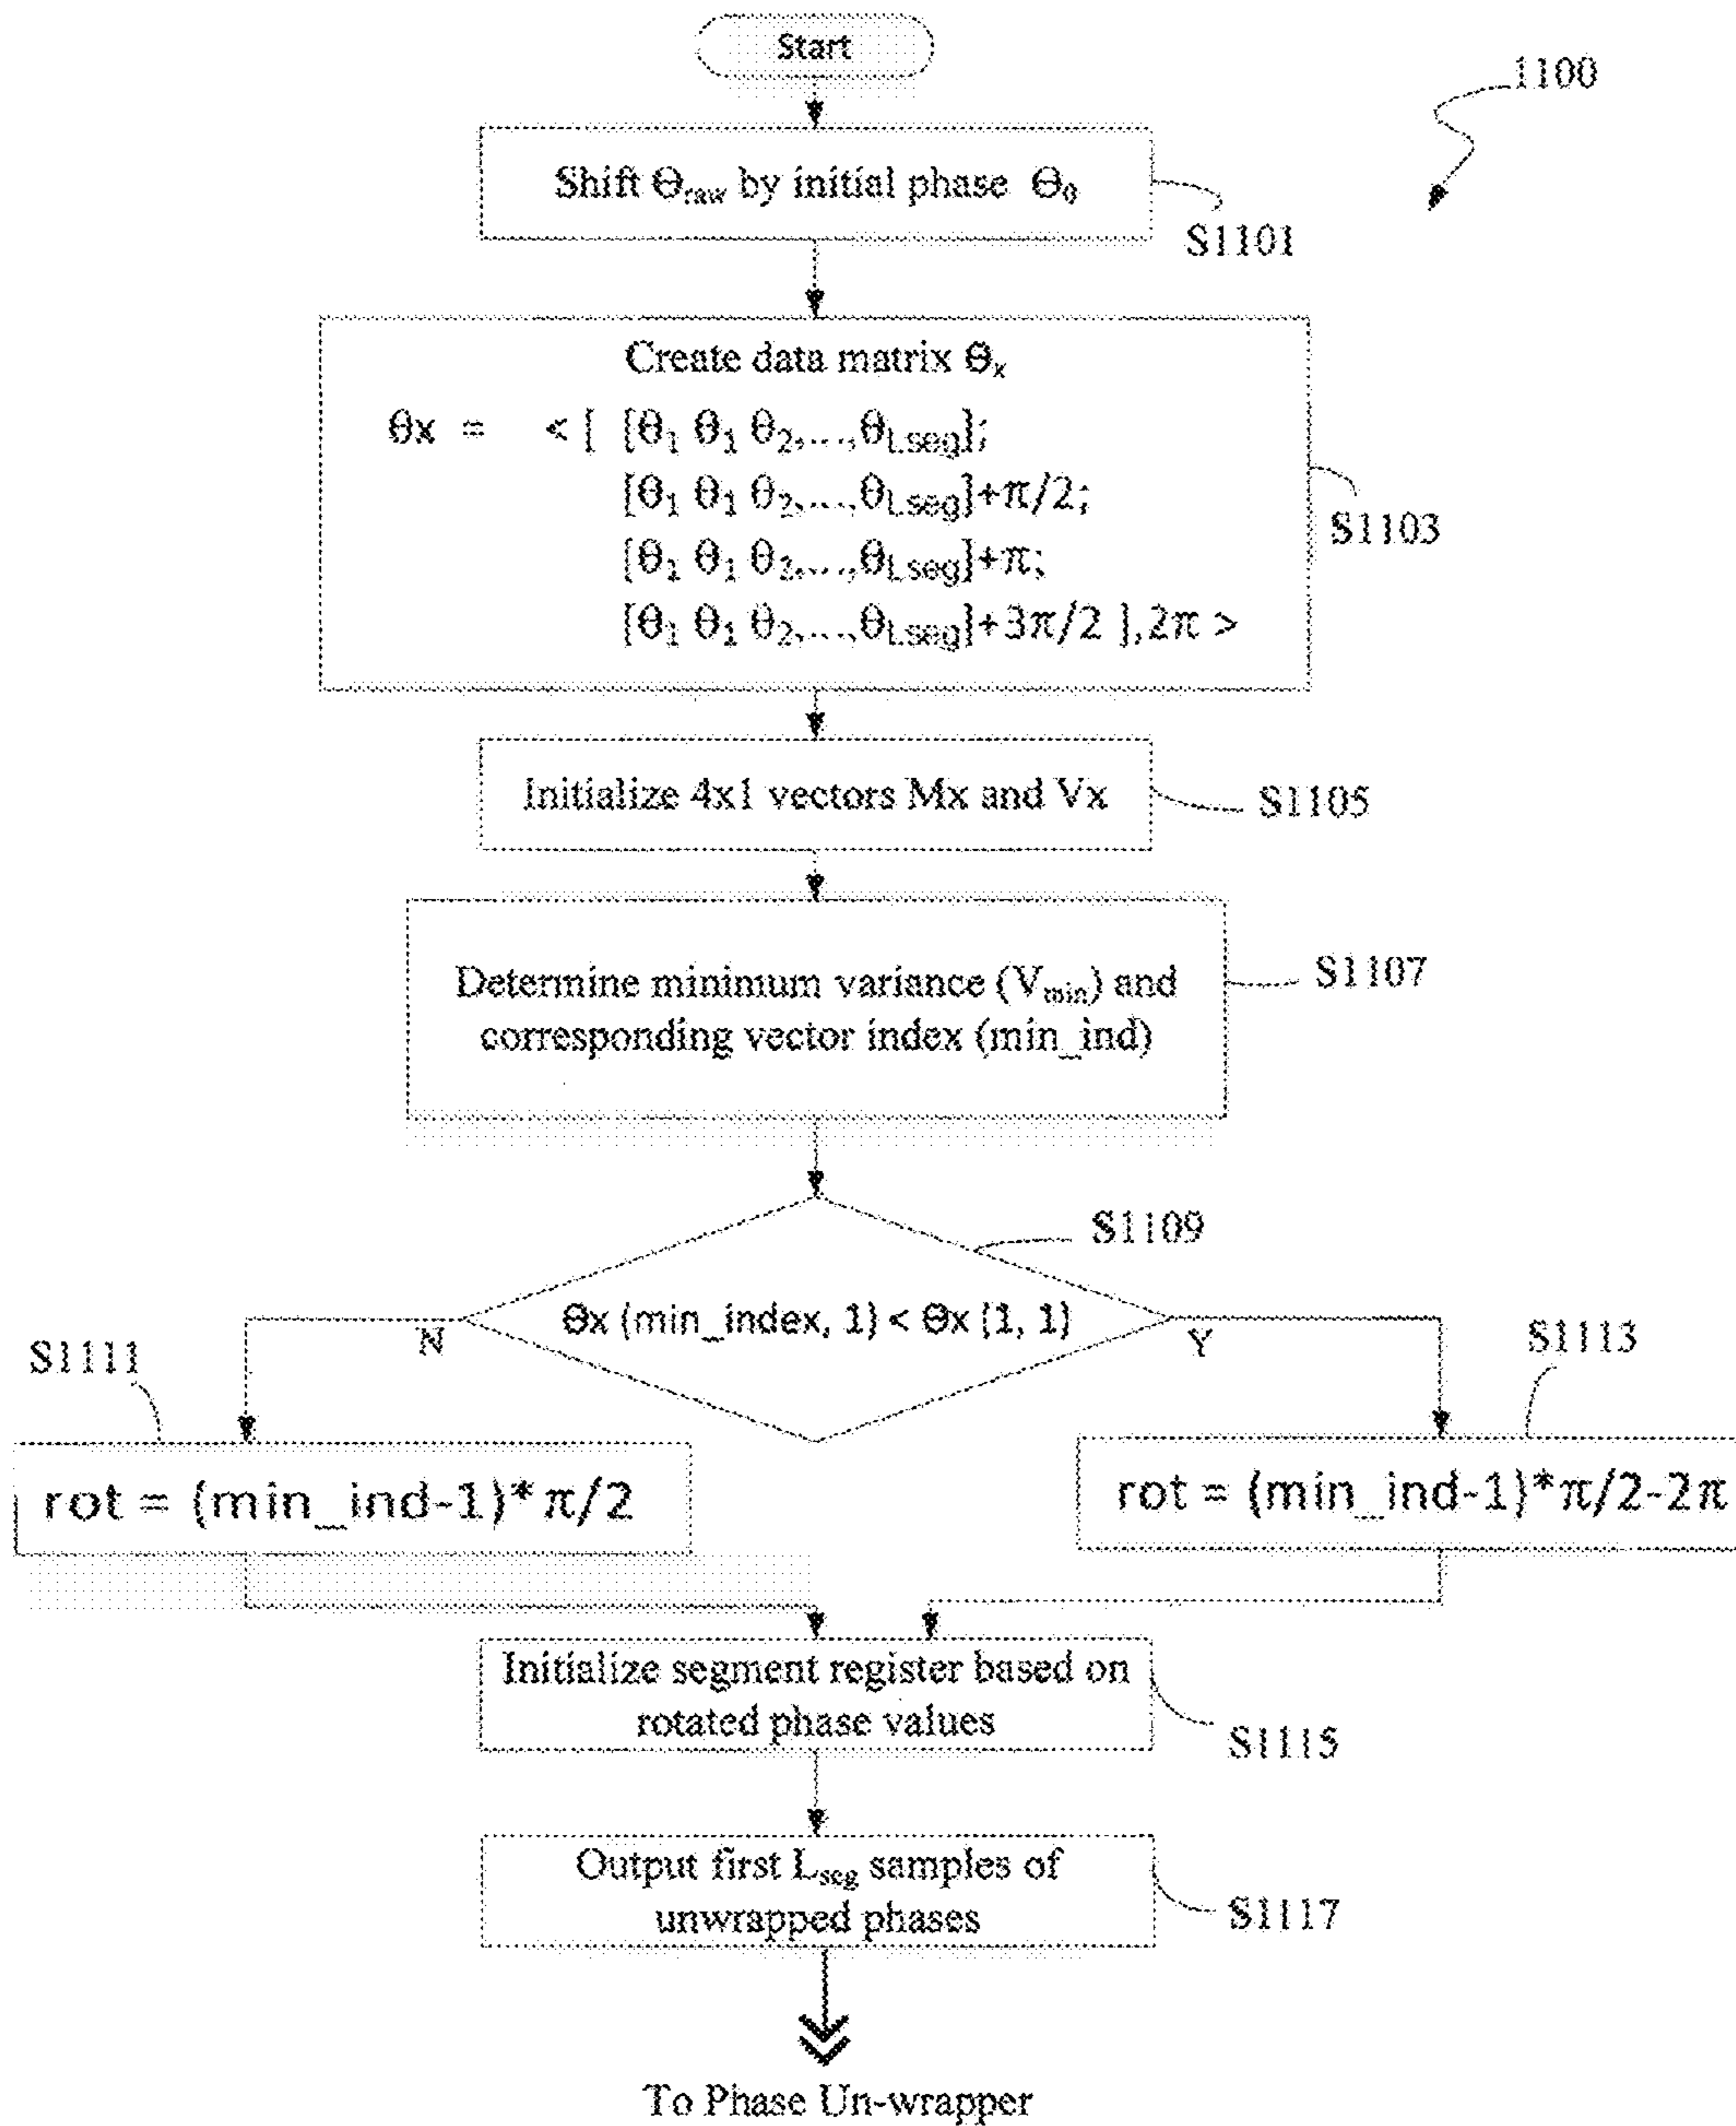 Start
1100
Shift Θraw by initial phase Θ0
S1101
Create data matrix Θx
θx = < [ [θ1 θ1 θ2,...,θLseg];
[θ1 θ1 θ2,...,θLseg]+π/2;
[θ1 θ1 θ2,...,θLseg]+π;
[θ1 θ1 θ2,...,θLseg]+3π/2 ],2π >
S1103
Initialize 4x1 vectors Mx and Vx
S1105
Determine minimum variance (Vmin) and
corresponding vector index (min_ind)
S1107
S1109
Θx (min_index, 1) < Θx (1, 1)
N
Y
S1111
S1113
rot = (min_ind-1)*π/2
rot = (min_ind-1)*π/2-2π
Initialize segment register based on
rotated phase values
S1115
Output first Lseg samples of
unwrapped phases
S1117
To Phase Un-wrapper